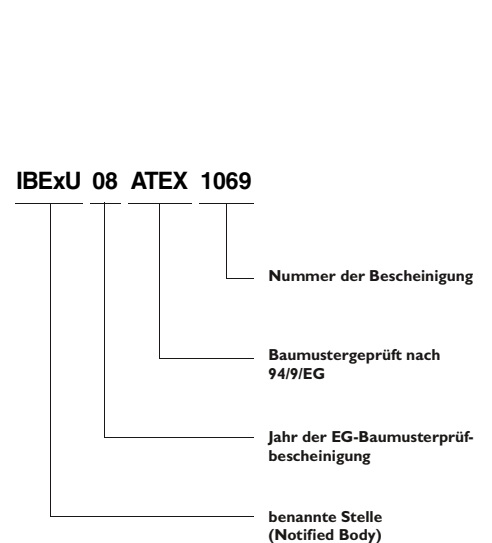 IBExU 08 ATEX 1069
Nummer der Bescheinigung
Baumustergeprüft nach
94/9/EG
Jahr der EG-Baumusterprüf-
bescheinigung
benannte Stelle
(Notified Body)